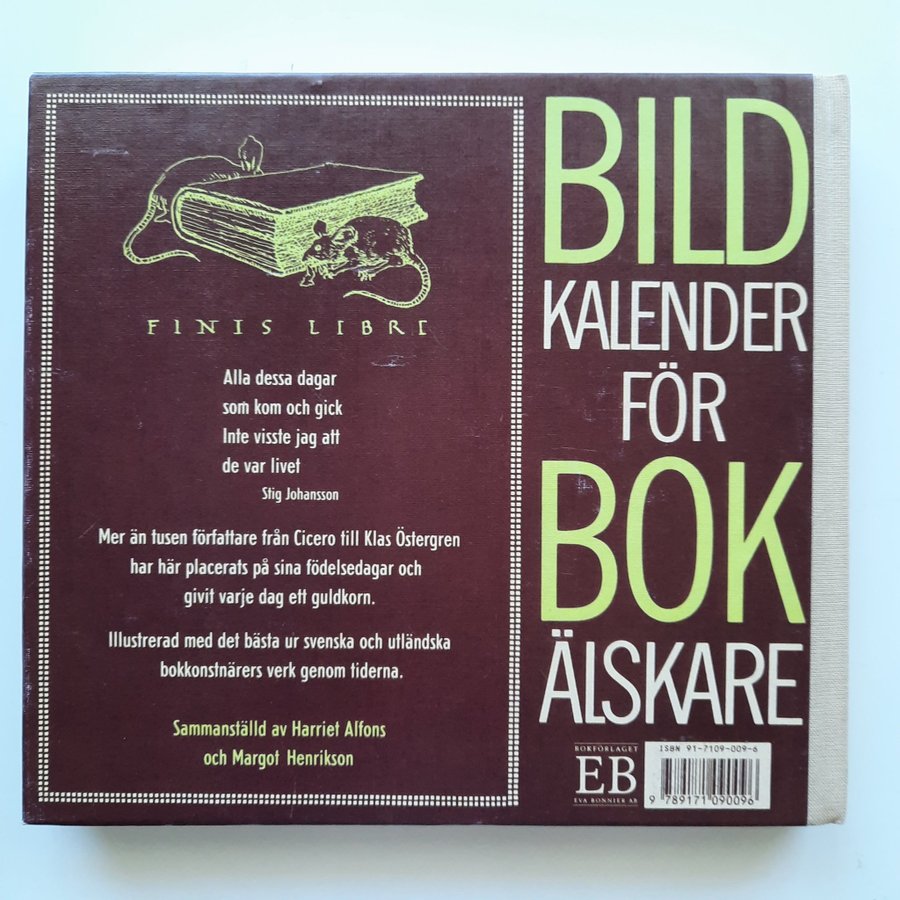 FINIS LIBRI
Alla dessa dagar
som kom och gick
Inte visste jag att
de var livet
Stig Johansson
Mer än tusen författare från Cicero till Klas Östergren
har här placerats på sina födelsedagar och
givit varje dag ett guldkorn.
Illustrerad med det bästa ur svenska och utländska
bokkonstnärers verk genom tiderna.
Sammanställd av Harriet Alfons
och Margot Henrikson
BILD
KALENDER
FÖR
BOK
ÄLSKARE
BOKFÖRLAGET
EB
EVA BONNIER AB
ISBN 91-7109-009-6
9 789171 090096